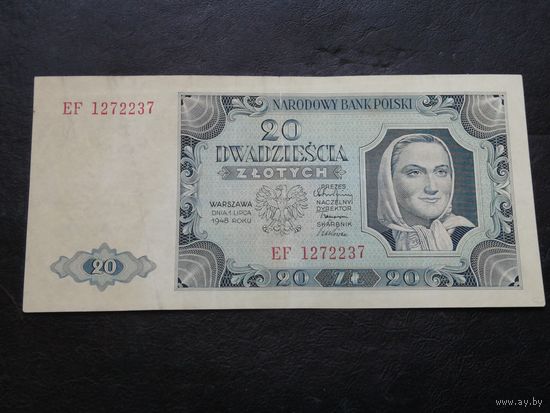 EF 1272237
NARODOWY BANK POLSKI
20
DWADZIEŚCIA
ZŁOTYCH
WARSZAWA
DNIA 1 LIPCA
1948 ROKU
PREZES
NACZELNY
DYREKTOR
SKARBNIK
EF 1272237
20
20 ZŁ 20
www.ay.by